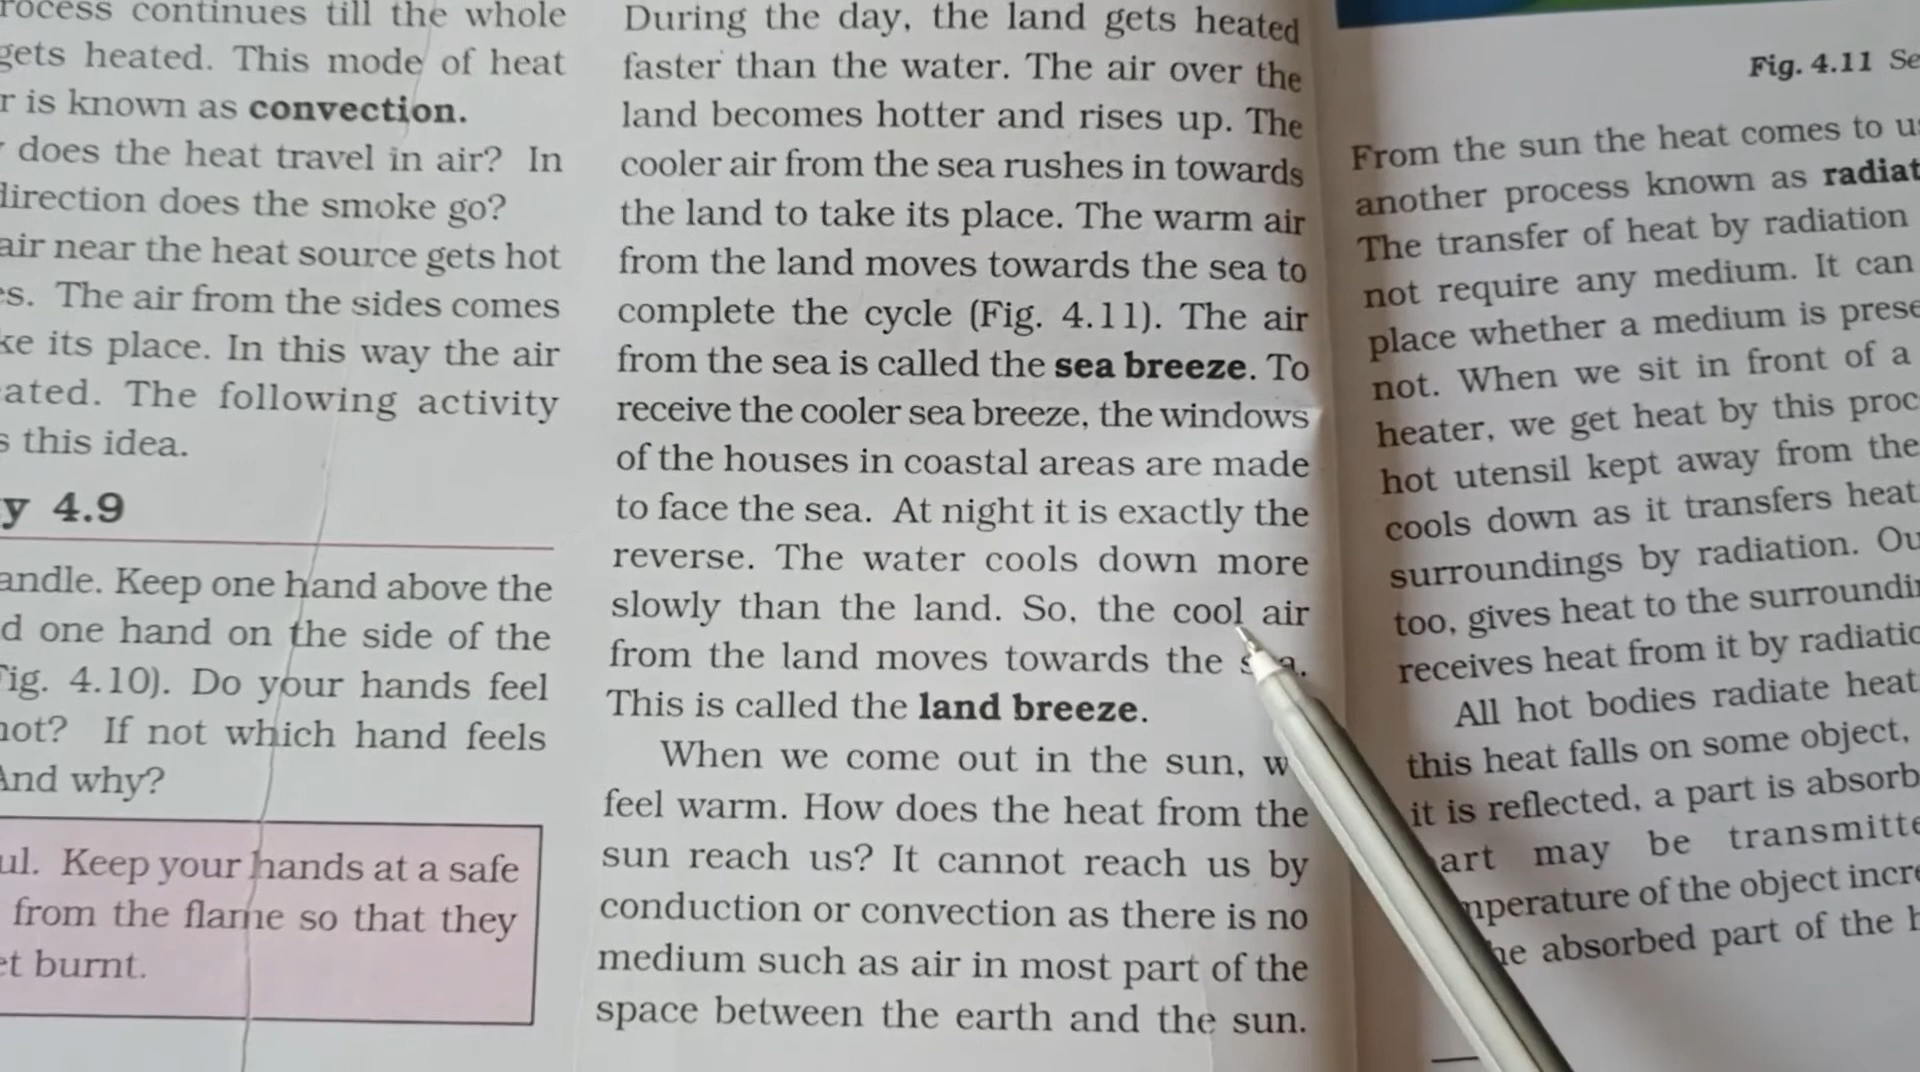 continues till the whole
gets heated. This mode of heat
is known as convection.
does the heat travel in air? In
direction does the smoke go?
air near the heat source gets hot
The air from the sides comes
its place. In this way the air
The following activity
this idea.
4.9
Keep one hand above the
one hand on the side of the
4.10). Do your hands feel
If not which hand feels
And why?
Keep your hands at a safe
from the flame so that they
burnt.
During the day, the land gets heated
faster than the water. The air over the
land becomes hotter and rises up. The
cooler air from the sea rushes in towards
the land to take its place. The warm air
from the land moves towards the sea to
complete the cycle (Fig. 4.11). The air
from the sea is called the sea breeze. To
receive the cooler sea breeze, the windows
of the houses in coastal areas are made
to face the sea. At night it is exactly the
reverse. The water cools down more
slowly than the land. So, the cool air
from the land moves towards the
This is called the land breeze.
When we come out in the sun,
feel warm. How does the heat from the
sun reach us? It cannot reach us by
conduction or convection as there is no
medium such as air in most part of the
space between the earth and the sun.
Fig. 4.11
From the sun the heat comes to
another process known as
The transfer of heat by radiation
not require any medium. It can
place whether a medium is
not. When we sit in front of a
heater, we get heat by this
hot utensil kept away from the
cools down as it transfers heat
surroundings by radiation.
too, gives heat to the
receives heat from it by
All hot bodies radiate heat
this heat falls on some object,
it is reflected, a part is
may be
of the object
absorbed part of the